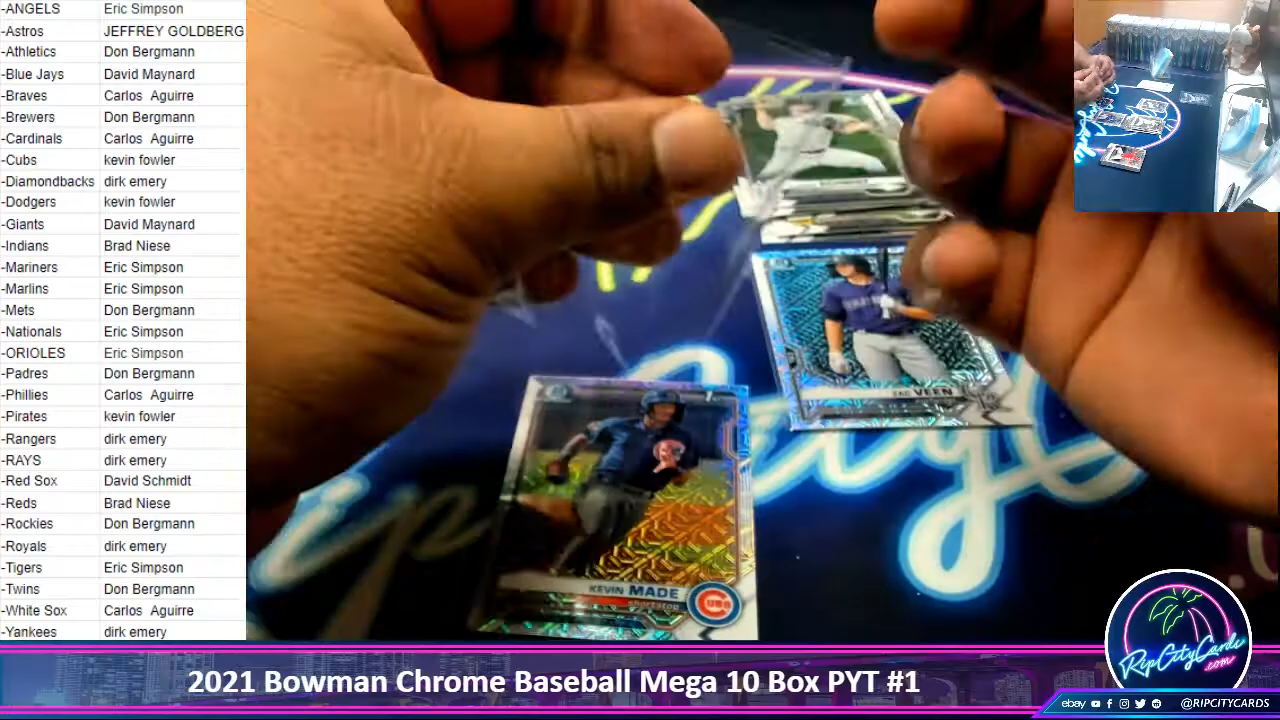 -ANGELS Eric Simpson
-Astros JEFFREY GOLDBERG
-Athletics Don Bergmann
-Blue Jays David Maynard
-Braves Carlos Aguirre
-Brewers Don Bergmann
-Cardinals Carlos Aguirre
-Cubs kevin fowler
-Diamondbacks dirk emery
-Dodgers kevin fowler
-Giants David Maynard
-Indians Brad Niese
-Mariners Eric Simpson
-Marlins Eric Simpson
-Mets Don Bergmann
-Nationals Eric Simpson
-ORIOLES Eric Simpson
-Padres Don Bergmann
-Phillies Carlos Aguirre
-Pirates kevin fowler
-Rangers dirk emery
-RAYS dirk emery
-Red Sox David Schmidt
-Reds Brad Niese
-Rockies Don Bergmann
-Royals dirk emery
-Tigers Eric Simpson
-Twins Don Bergmann
-White Sox Carlos Aguirre
-Yankees dirk emery
VEEN
KEVIN MADE
shortstop
CUBS
RipCityCards
.com
2021 Bowman Chrome Baseball Mega 10 Box PYT #1
ebay @RIPCITYCARDS